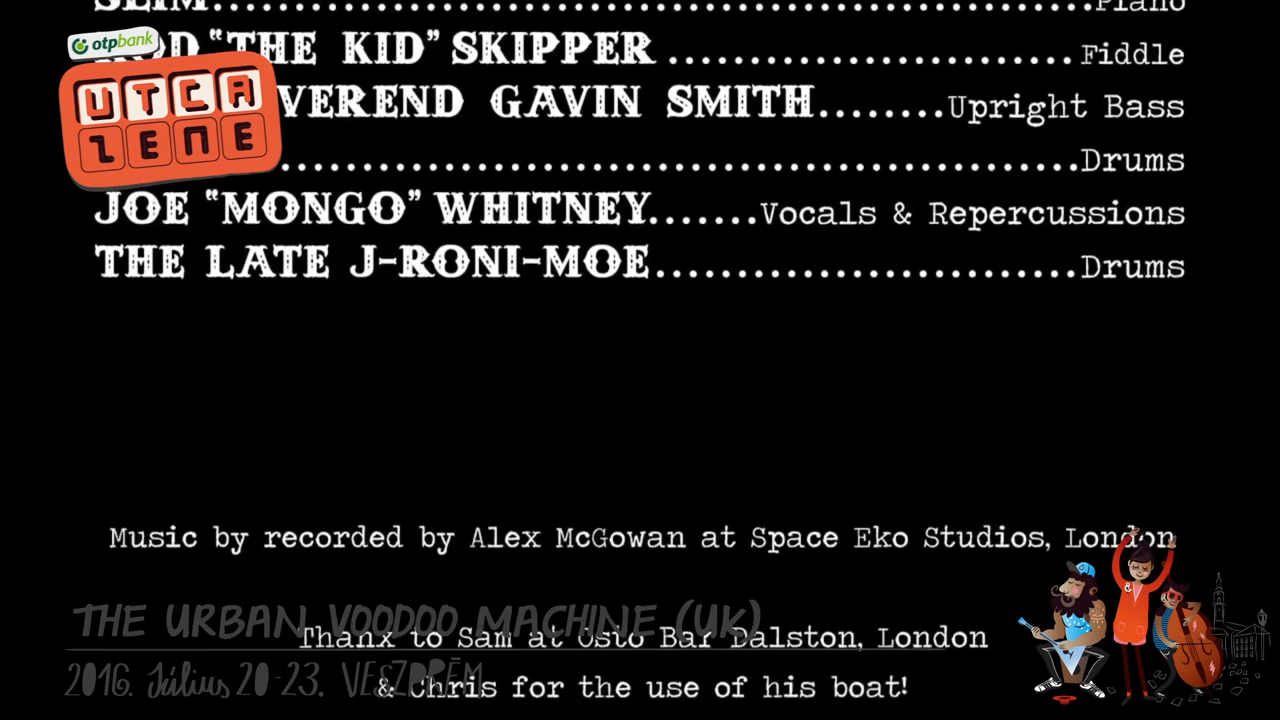 SLIM........................Piano
"THE KID" SKIPPER ........................Fiddle
VEREND GAVIN SMITH........Upright Bass
........................Drums
JOE "MONGO" WHITNEY.......Vocals & Repercussions
THE LATE J-RONI-MOE........................Drums
otpbank
UTCA
ZENE
Music by recorded by Alex McGowan at Space Eko Studios, London
THE URBAN VOODOO MACHINE (UK)
Thanx to Sam at Osto Bar Dalston, London
2016. Július 20-23. VESZPRÉM
& Chris for the use of his boat!